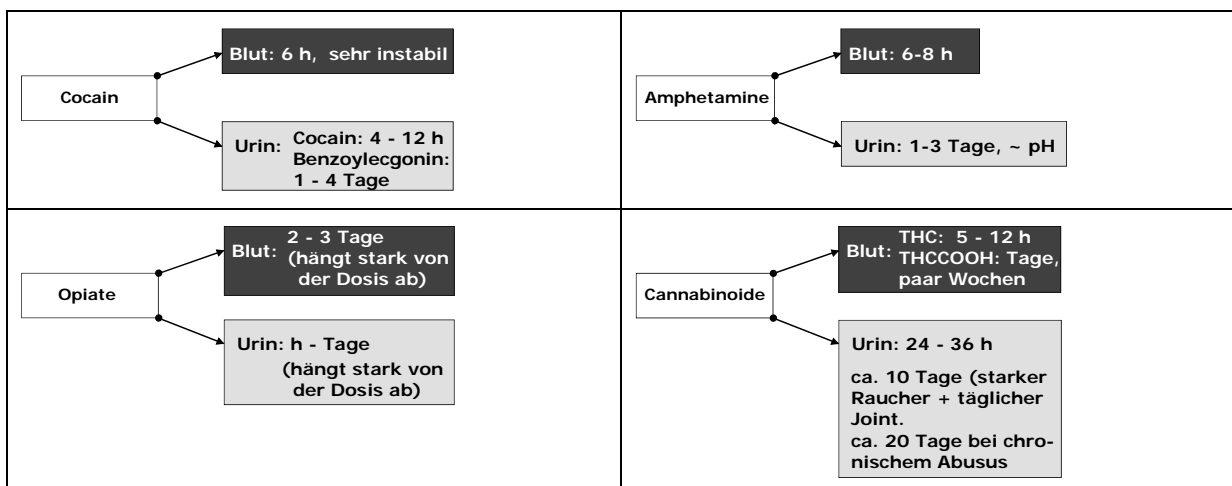 Cocain
Blut: 6 h, sehr instabil
Urin: Cocain: 4 - 12 h
Benzoylecgonin:
1 - 4 Tage
Amphetamine
Blut: 6-8 h
Urin: 1-3 Tage, ~ pH
Opiate
Blut: 2 - 3 Tage
(hängt stark von
der Dosis ab)
Urin: h - Tage
(hängt stark von
der Dosis ab)
Cannabinoide
Blut: THC: 5 - 12 h
THCCOOH: Tage,
paar Wochen
Urin: 24 - 36 h
ca. 10 Tage (starker
Raucher + täglicher
Joint.
ca. 20 Tage bei chro-
nischem Abusus